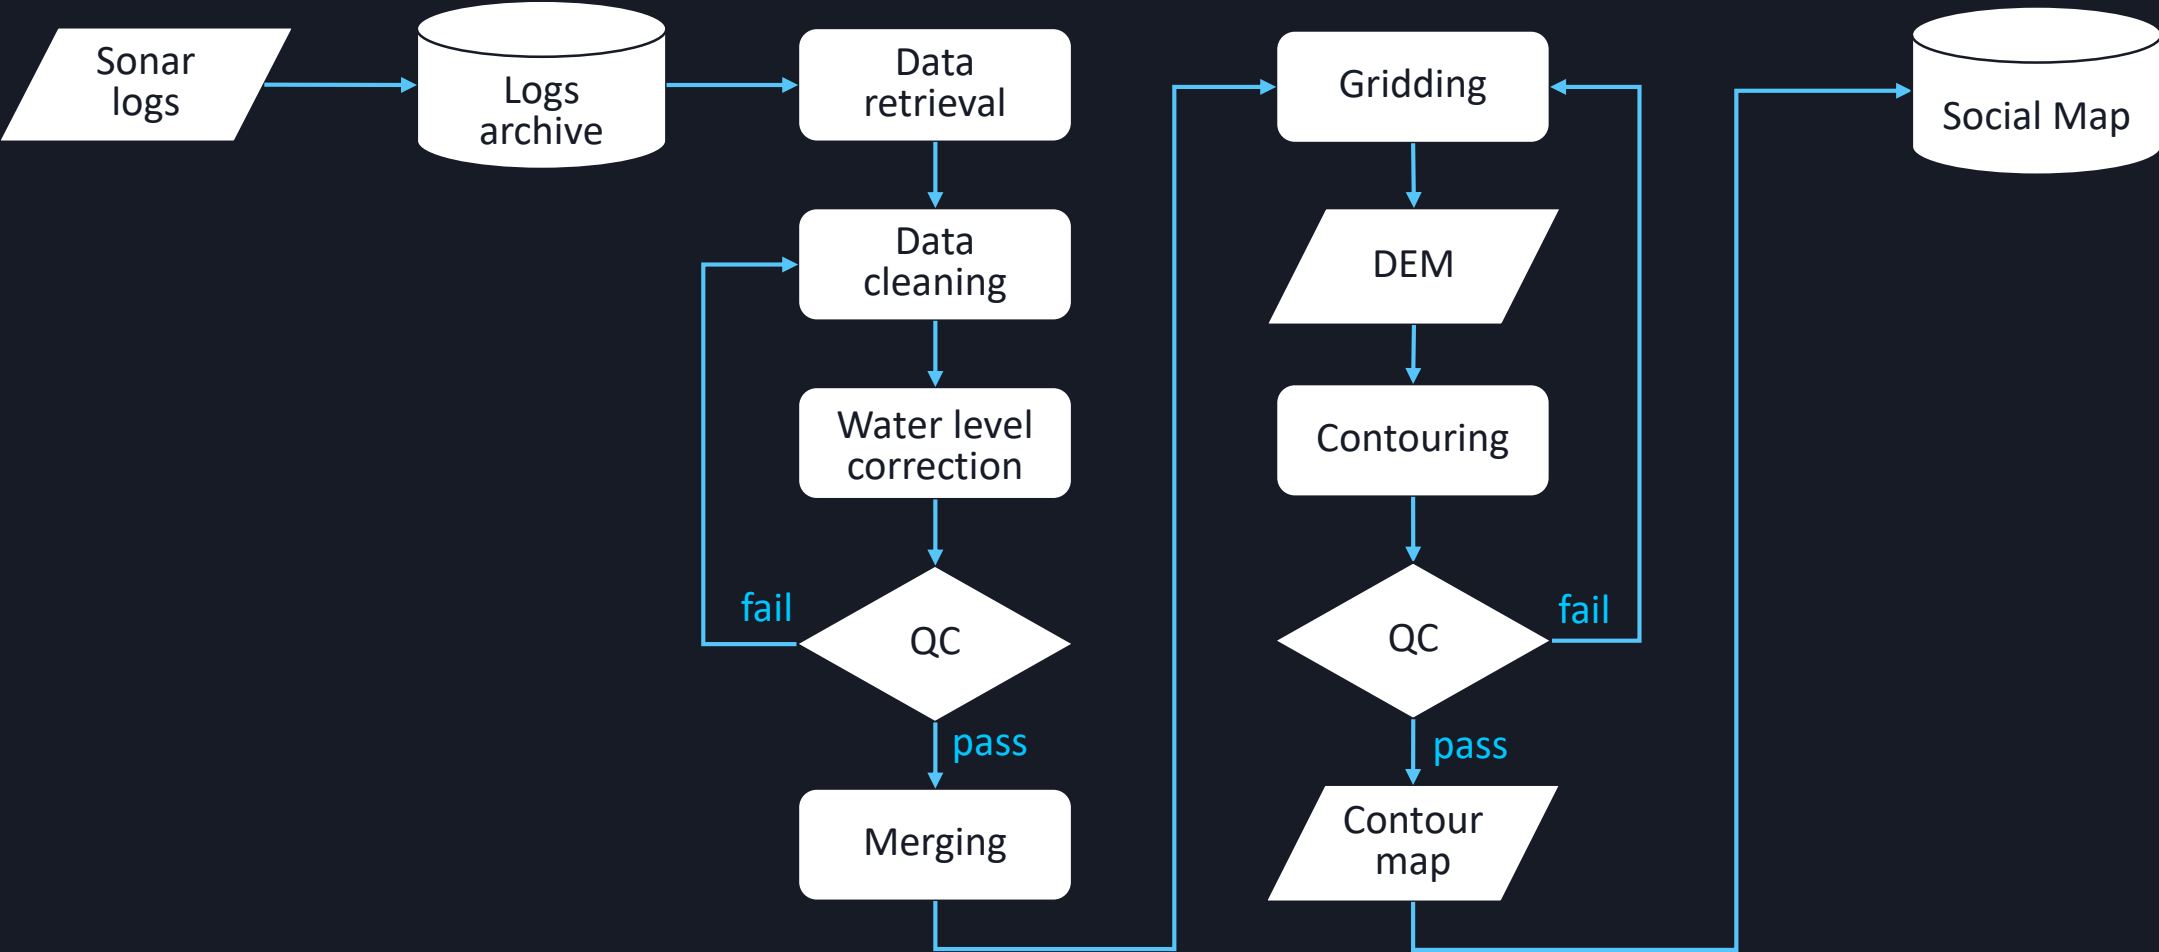 Sonar
logs
Logs
archive
Data
retrieval
Data
cleaning
Water level
correction
fail
QC
pass
Merging
Gridding
DEM
Contouring
fail
QC
pass
Contour
map
Social Map